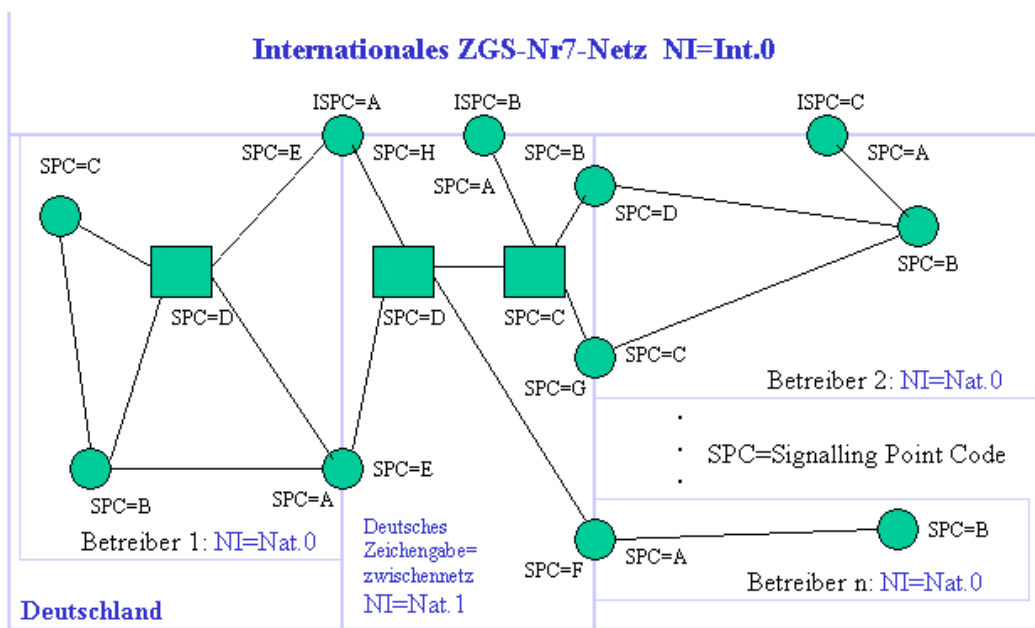 Internationales ZGS-Nr7-Netz NI=Int.0
ISPC=A
ISPC=B
ISPC=C
SPC=E
SPC=H
SPC=B
SPC=A
SPC=C
SPC=A
SPC=D
SPC=B
SPC=D
SPC=D
SPC=C
SPC=C
SPC=G
Betreiber 2: NI=Nat.0
.
.
.
SPC=Signalling Point Code
SPC=E
SPC=A
SPC=B
Betreiber 1: NI=Nat.0
Deutsches
Zeichengabe=
zwischennetz
NI=Nat.1
SPC=B
SPC=A
SPC=F
Betreiber n: NI=Nat.0
Deutschland